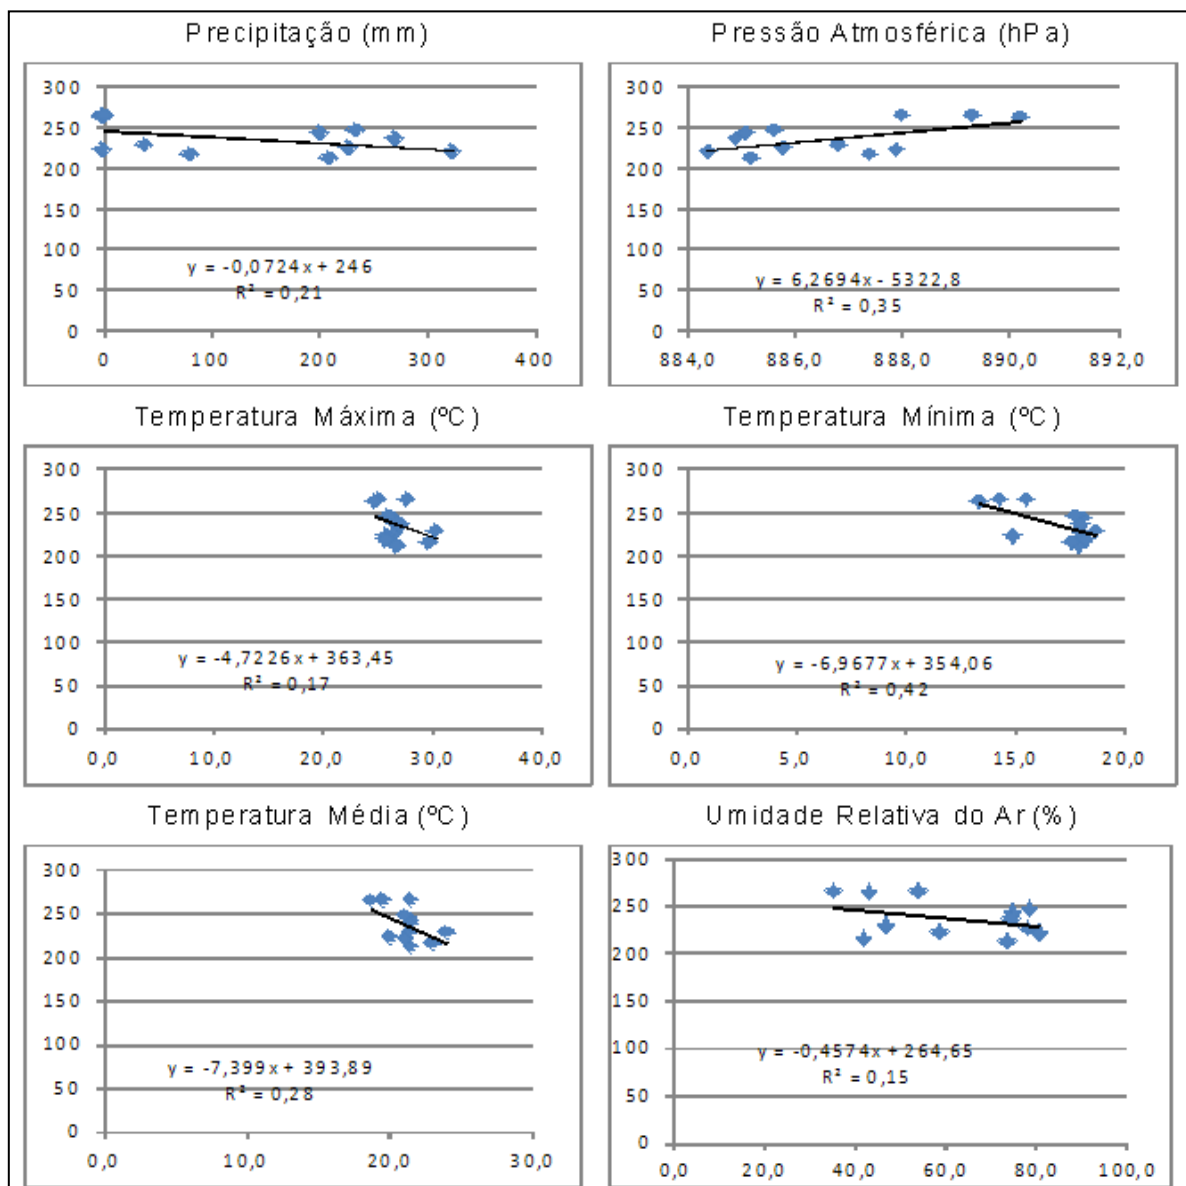 Precipitação (mm)
300
250
200
150
100
50
0
y = -0,0724x + 246
R² = 0,21
0 100 200 300 400
Pressão Atmosférica (hPa)
300
250
200
150
100
50
0
y = 6,2694x - 5322,8
R² = 0,35
884,0 886,0 888,0 890,0 892,0
Temperatura Máxima (ºC)
300
250
200
150
100
50
0
y = -4,7226x + 363,45
R² = 0,17
0,0 10,0 20,0 30,0 40,0
Temperatura Mínima (ºC)
300
250
200
150
100
50
0
y = -6,9677x + 354,06
R² = 0,42
0,0 5,0 10,0 15,0 20,0
Temperatura Média (ºC)
300
250
200
150
100
50
0
y = -7,399x + 393,89
R² = 0,28
0,0 10,0 20,0 30,0
Umidade Relativa do Ar (%)
300
250
200
150
100
50
0
y = -0,4574x + 264,65
R² = 0,15
0,0 20,0 40,0 60,0 80,0 100,0